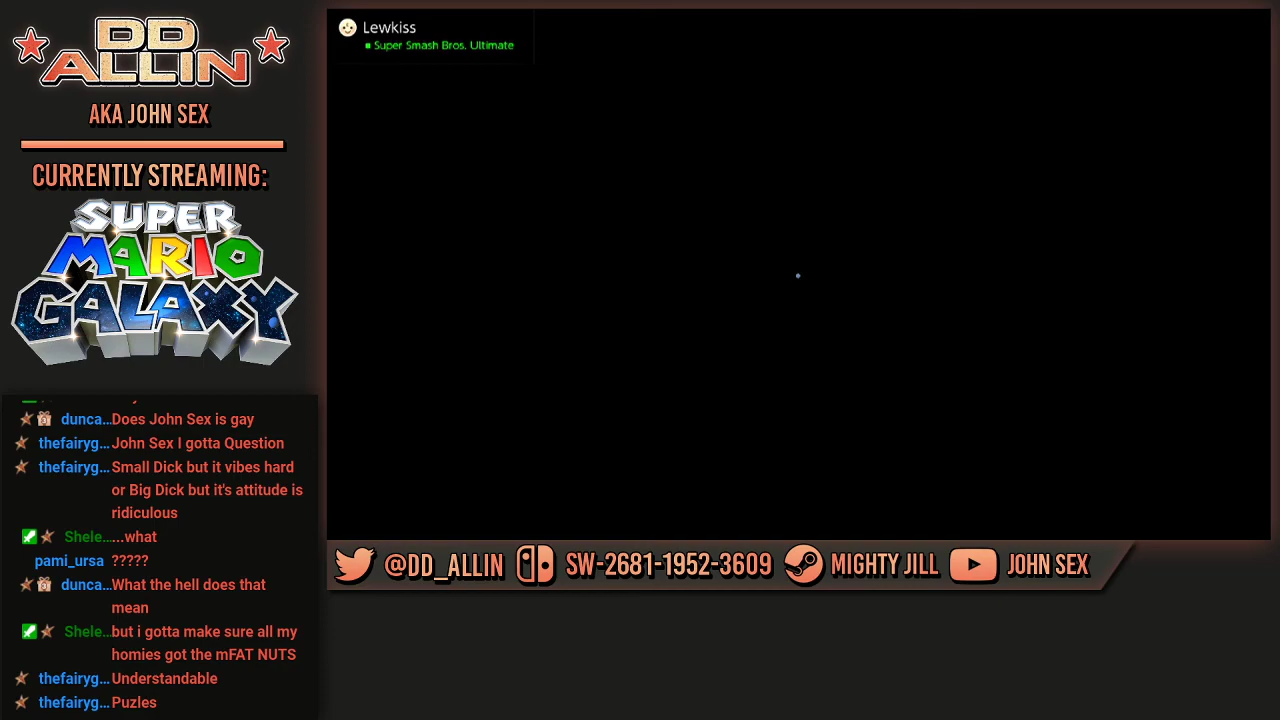 DD
ALLIN
AKA JOHN SEX
CURRENTLY STREAMING:
SUPER
MARIO
GALAXY
dunca...Does John Sex is gay
thefairyg...John Sex I gotta Question
thefairyg...Small Dick but it vibes hard
or Big Dick but it's attitude is
ridiculous
Shele......what
pami_ursa ?????
dunca...What the hell does that
mean
Shele...but i gotta make sure all my
homies got the mFAT NUTS
thefairyg...Understandable
thefairyg...Puzles
Lewkiss
Super Smash Bros. Ultimate
@DD_ALLIN SW-2681-1952-3609 MIGHTY JILL JOHN SEX